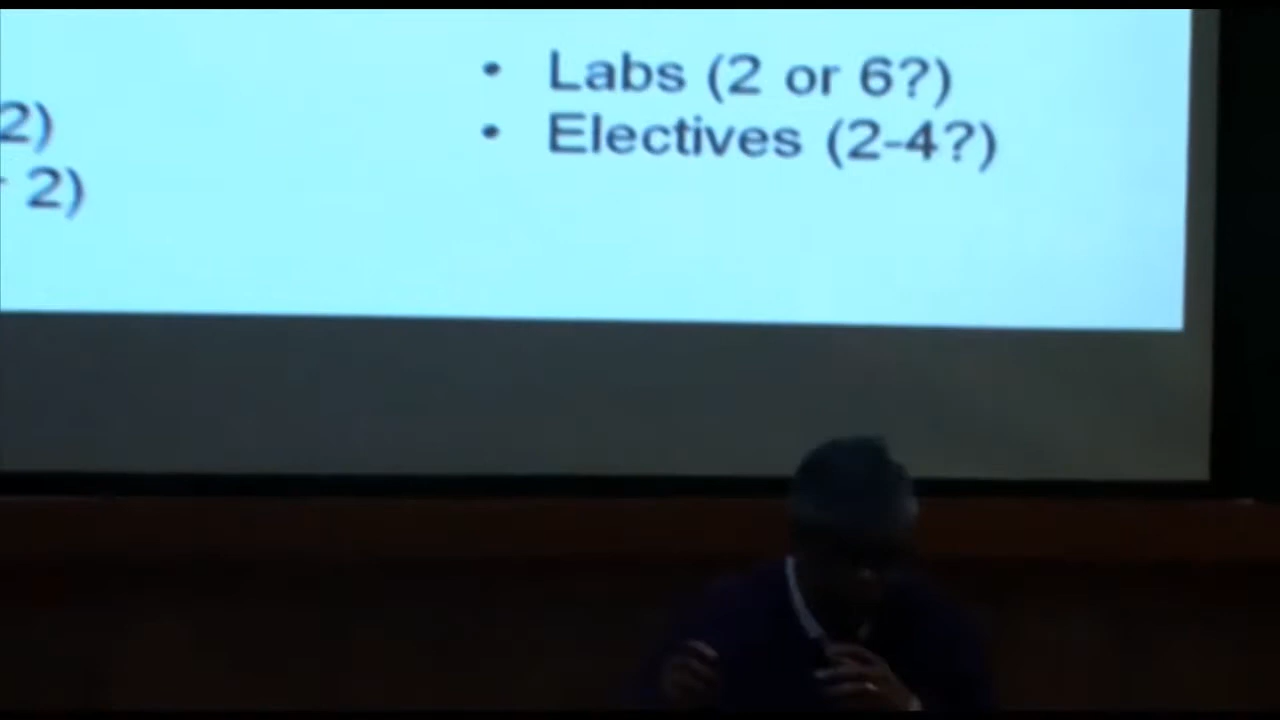 2)
2)
• Labs (2 or 6?)
• Electives (2-4?)